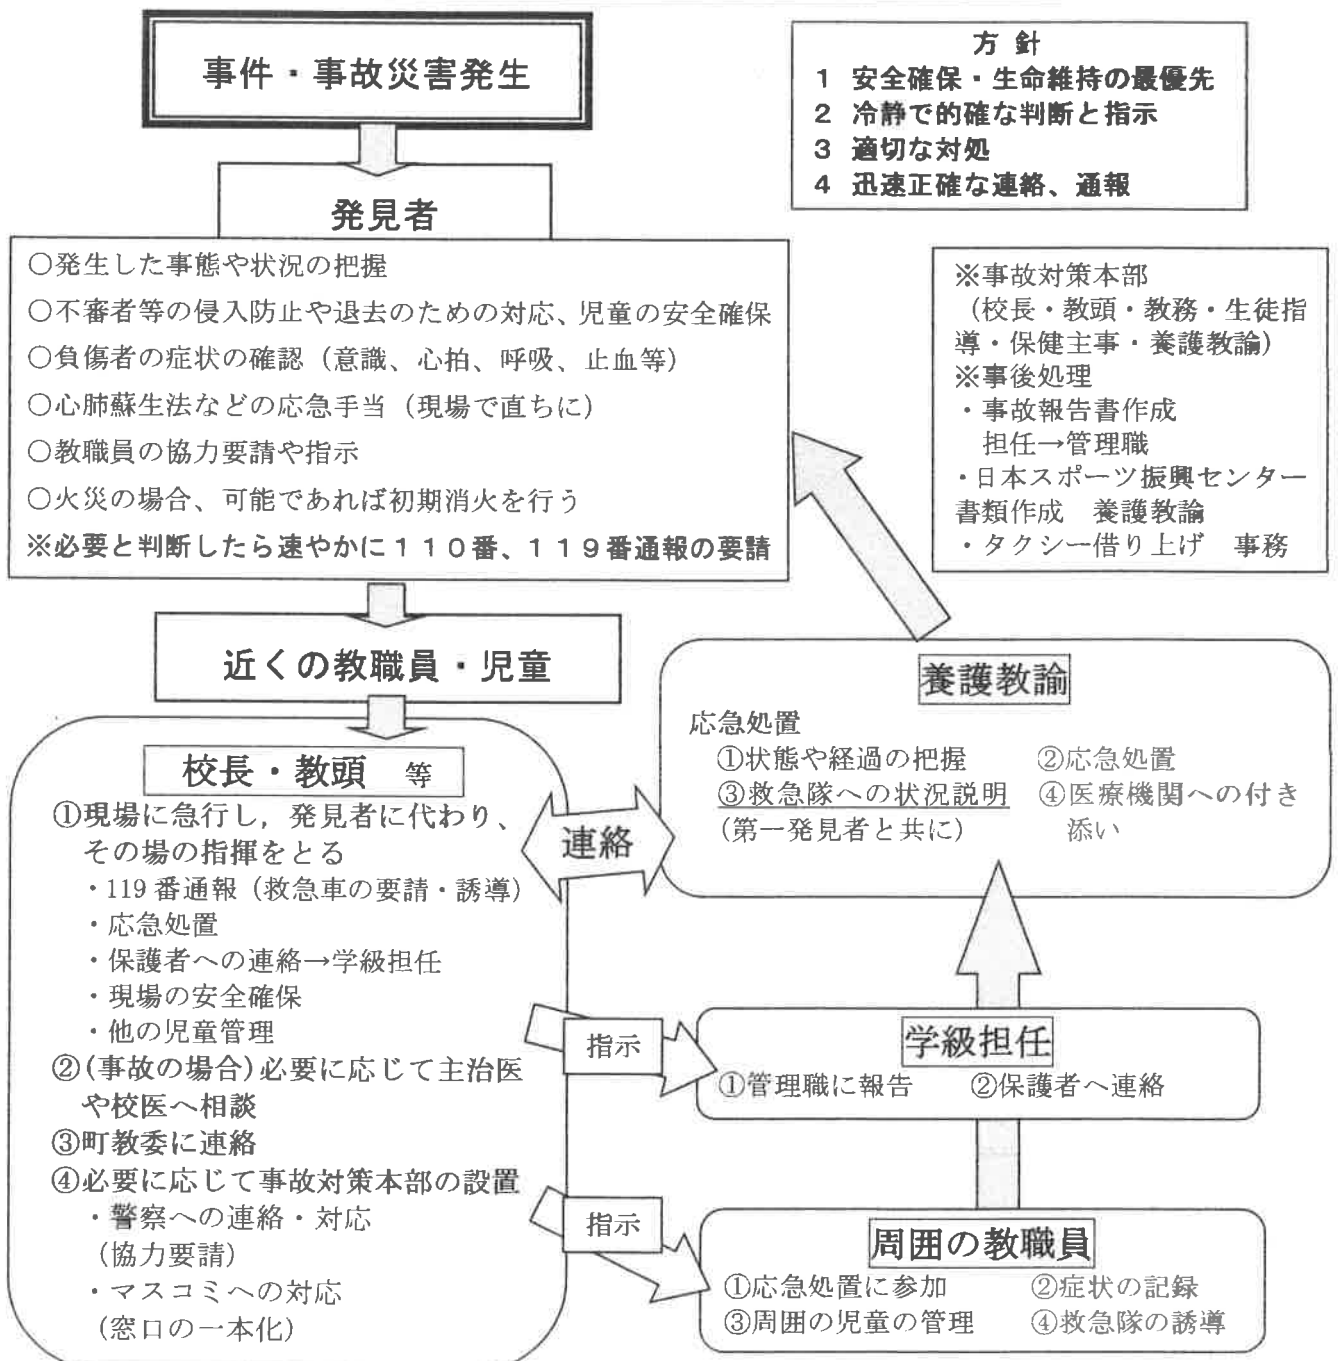 事件・事故災害発生
方 針
1 安全確保・生命維持の最優先
2 冷静で的確な判断と指示
3 適切な対処
4 迅速正確な連絡、通報
発見者
○発生した事態や状況の把握
○不審者等の侵入防止や退去のための対応、児童の安全確保
○負傷者の症状の確認（意識、心拍、呼吸、止血等）
○心肺蘇生法などの応急手当（現場で直ちに）
○教職員の協力要請や指示
○火災の場合、可能であれば初期消火を行う
※必要と判断したら速やかに１１０番、１１９番通報の要請
※事故対策本部
（校長・教頭・教務・生徒指
導・保健主事・養護教諭）
※事後処理
・事故報告書作成
担任→管理職
・日本スポーツ振興センター
書類作成　養護教諭
・タクシー借り上げ　事務
近くの教職員・児童
校長・教頭　等
①現場に急行し，発見者に代わり、
その場の指揮をとる
・119 番通報（救急車の要請・誘導）
・応急処置
・保護者への連絡→学級担任
・現場の安全確保
・他の児童管理
②(事故の場合)必要に応じて主治医
や校医へ相談
③町教委に連絡
④必要に応じて事故対策本部の設置
・警察への連絡・対応
（協力要請）
・マスコミへの対応
（窓口の一本化）
連絡
指示
指示
養護教諭
応急処置
①状態や経過の把握　②応急処置
③救急隊への状況説明　④医療機関への付き
（第一発見者と共に）　添い
学級担任
①管理職に報告　②保護者へ連絡
周囲の教職員
①応急処置に参加　②症状の記録
③周囲の児童の管理　④救急隊の誘導